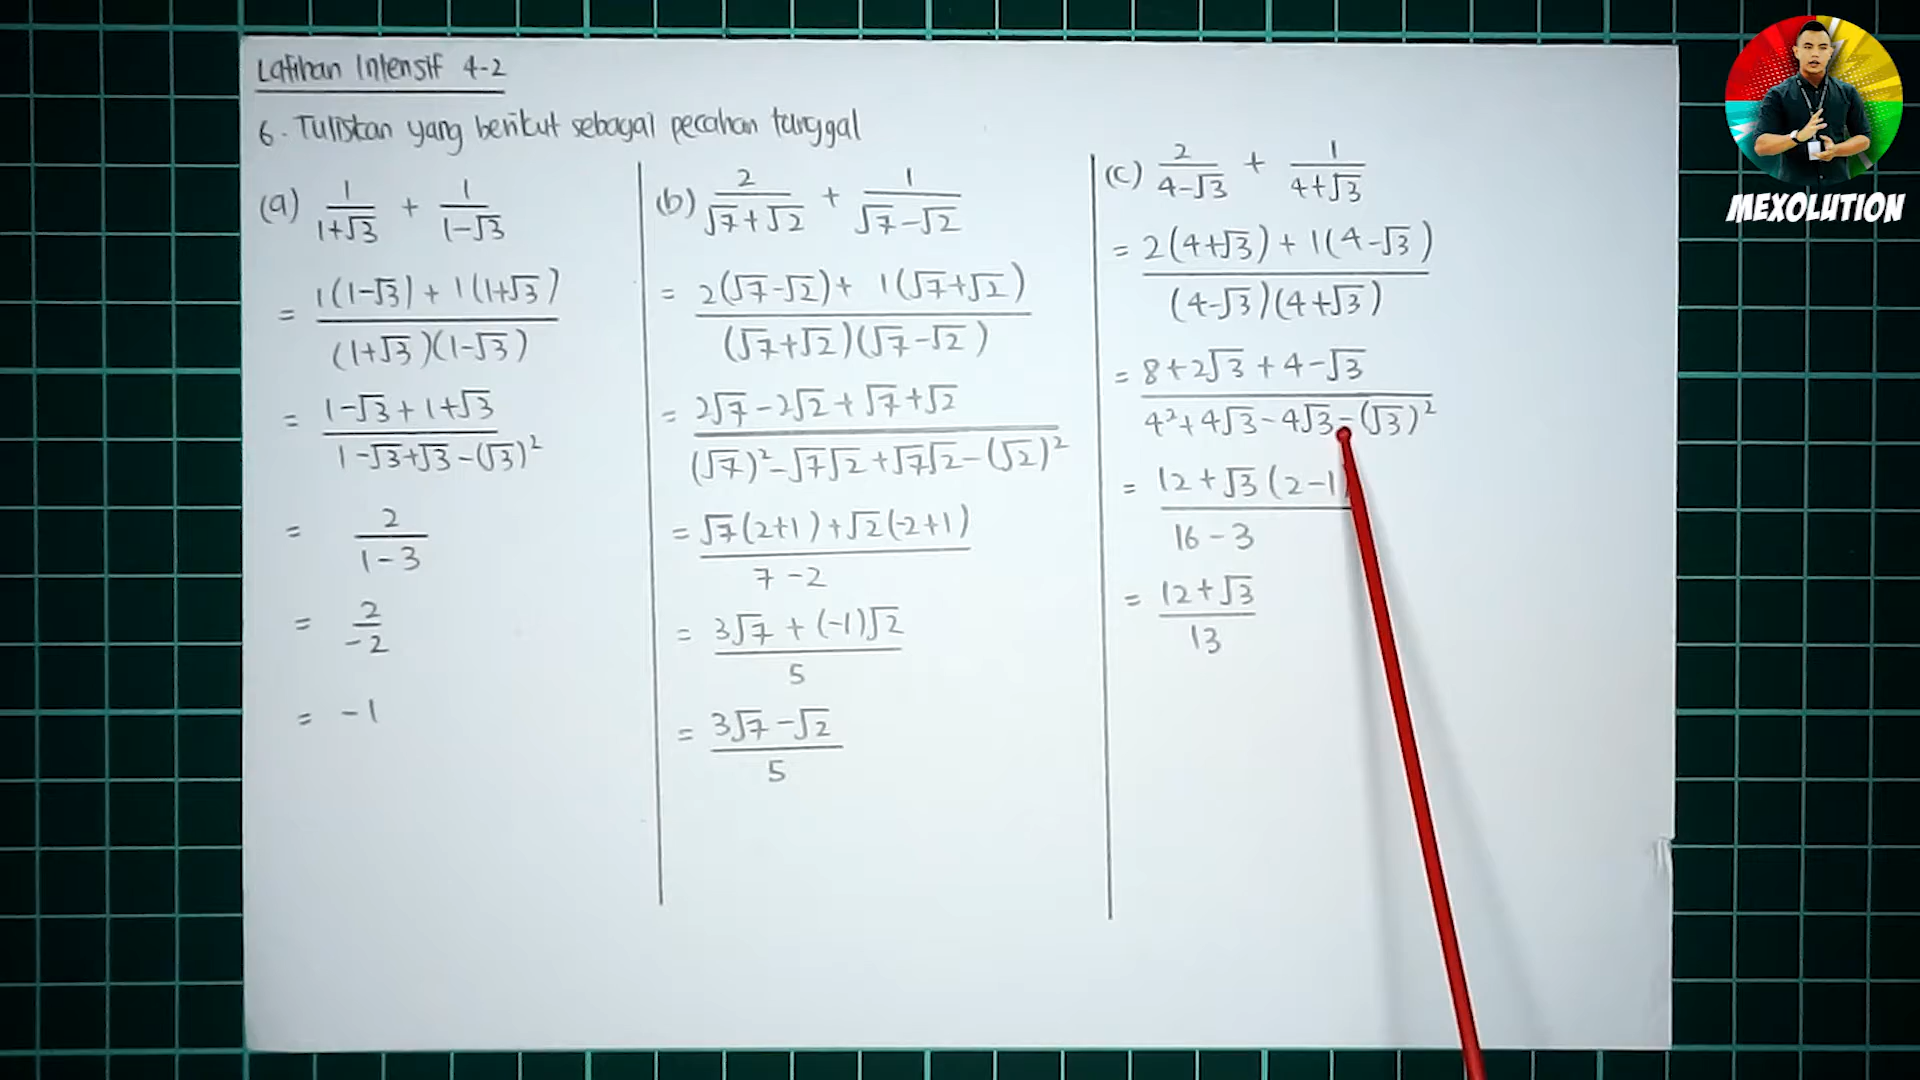 Latihan Intensif 4.2
6. Tuliskan yang berikut sebagai pecahan tunggal
(a) 1/(1+√3) + 1/(1-√3)
= (1(1-√3) + 1(1+√3))/((1+√3)(1-√3))
= (1-√3+1+√3)/(1-√3+√3-(√3)²)
= 2/(1-3)
= 2/-2
= -1
(b) 2/(√7+√2) + 1/(√7-√2)
= (2(√7-√2) + 1(√7+√2))/((√7+√2)(√7-√2))
= (2√7-2√2+√7+√2)/((√7)²-√7√2+√7√2-(√2)²)
= (√7(2+1)+√2(-2+1))/(7-2)
= (3√7+(-1)√2)/5
= (3√7-√2)/5
(c) 2/(4-√3) + 1/(4+√3)
= (2(4+√3)+1(4-√3))/((4-√3)(4+√3))
= (8+2√3+4-√3)/(4²+4√3-4√3-(√3)²)
= (12+√3(2-1)/(16-3)
= (12+√3)/13
MEXOLUTION